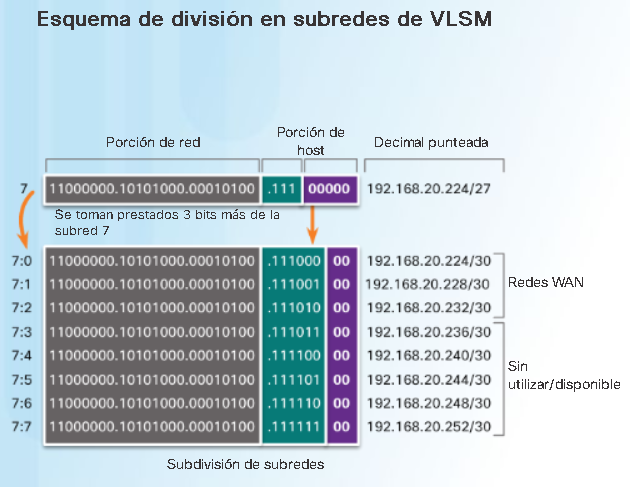 Esquema de división en subredes de VLSM
Porción de red
Porción de
host
Decimal punteada
7 11000000.10101000.00010100 .111 00000 192.168.20.224/27
Se toman prestados 3 bits más de la
subred 7
7:0 11000000.10101000.00010100 .111000 00 192.168.20.224/30
7:1 11000000.10101000.00010100 .111001 00 192.168.20.228/30
7:2 11000000.10101000.00010100 .111010 00 192.168.20.232/30
Redes WAN
7:3 11000000.10101000.00010100 .111011 00 192.168.20.236/30
7:4 11000000.10101000.00010100 .111100 00 192.168.20.240/30
7:5 11000000.10101000.00010100 .111101 00 192.168.20.244/30
7:6 11000000.10101000.00010100 .111110 00 192.168.20.248/30
7:7 11000000.10101000.00010100 .111111 00 192.168.20.252/30
Sin
utilizar/disponible
Subdivisión de subredes